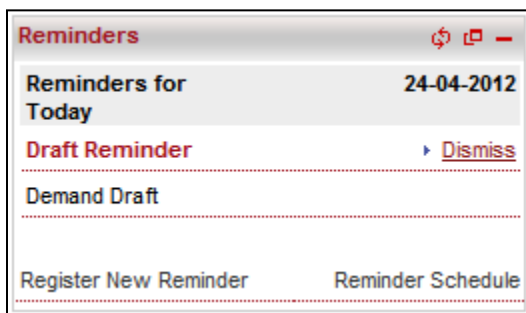 Reminders
Reminders for 24-04-2012
Today
Draft Reminder Dismiss
Demand Draft
Register New Reminder Reminder Schedule